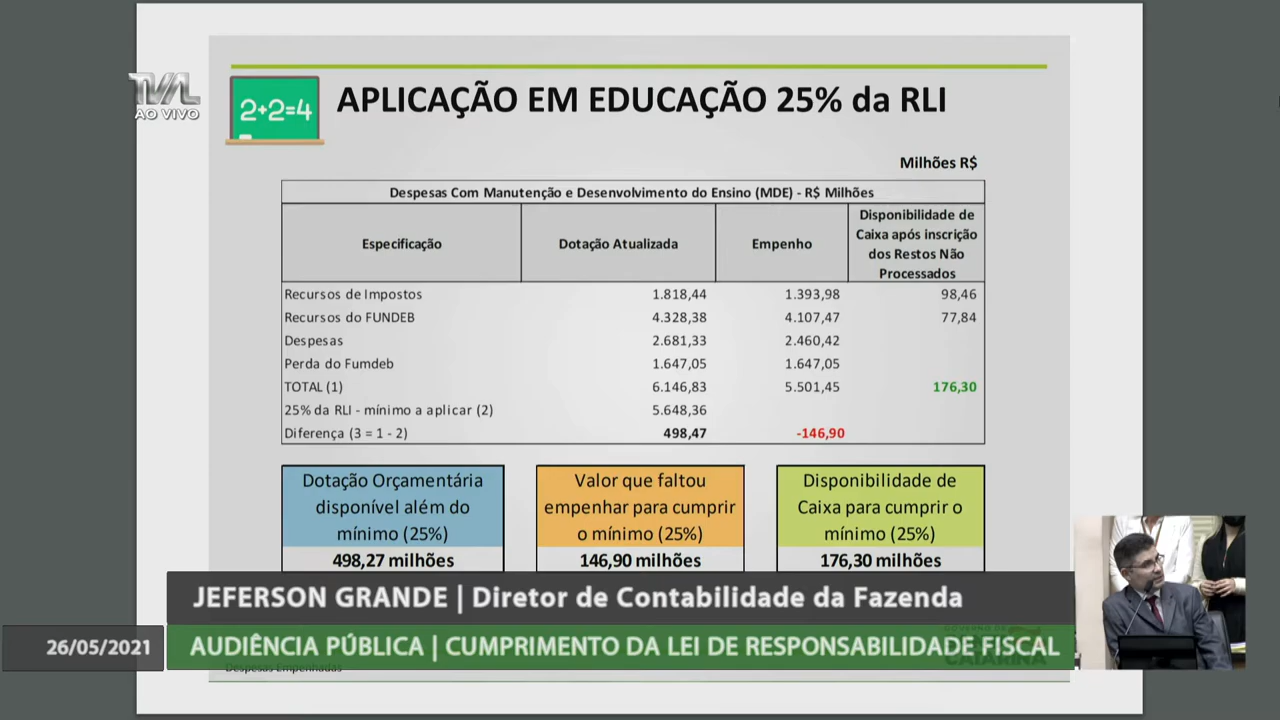 TVAL
AO VIVO
2+2=4
APLICAÇÃO EM EDUCAÇÃO 25% da RLI
Milhões R$
Despesas Com Manutenção e Desenvolvimento do Ensino (MDE) - R$ Milhões
Especificação Dotação Atualizada Empenho Disponibilidade de Caixa após inscrição dos Restos Não Processados
Recursos de Impostos 1.818,44 1.393,98 98,46
Recursos do FUNDEB 4.328,38 4.107,47 77,84
Despesas 2.681,33 2.460,42
Perda do Fumdeb 1.647,05 1.647,05
TOTAL (1) 6.146,83 5.501,45 176,30
25% da RLI - mínimo a aplicar (2) 5.648,36
Diferença (3 = 1 - 2) 498,47 -146,90
Dotação Orçamentária
disponível além do
mínimo (25%)
498,27 milhões
Valor que faltou
empenhar para cumprir
o mínimo (25%)
146,90 milhões
Disponibilidade de
Caixa para cumprir o
mínimo (25%)
176,30 milhões
JEFERSON GRANDE | Diretor de Contabilidade da Fazenda
26/05/2021
AUDIÊNCIA PÚBLICA | CUMPRIMENTO DA LEI DE RESPONSABILIDADE FISCAL
Despesas Empenhadas